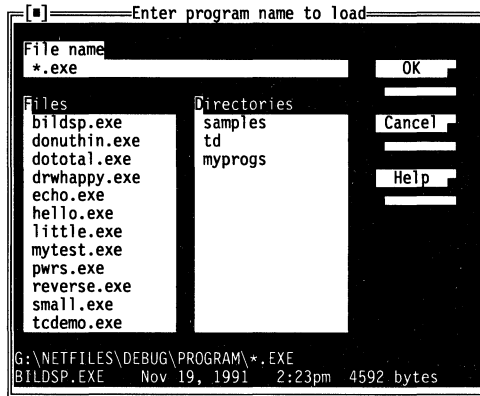 [■] Enter program name to load
File name
*.exe
OK
Files
Directories
bildsp.exe
samples
Cancel
donuthin.exe
td
dototal.exe
myprogs
drwhappy.exe
Help
echo.exe
hello.exe
little.exe
mytest.exe
pwrs.exe
reverse.exe
small.exe
tcdemo.exe
G:\NETFILES\DEBUG\PROGRAM\*.EXE
BILDSP.EXE Nov 19, 1991 2:23pm 4592 bytes